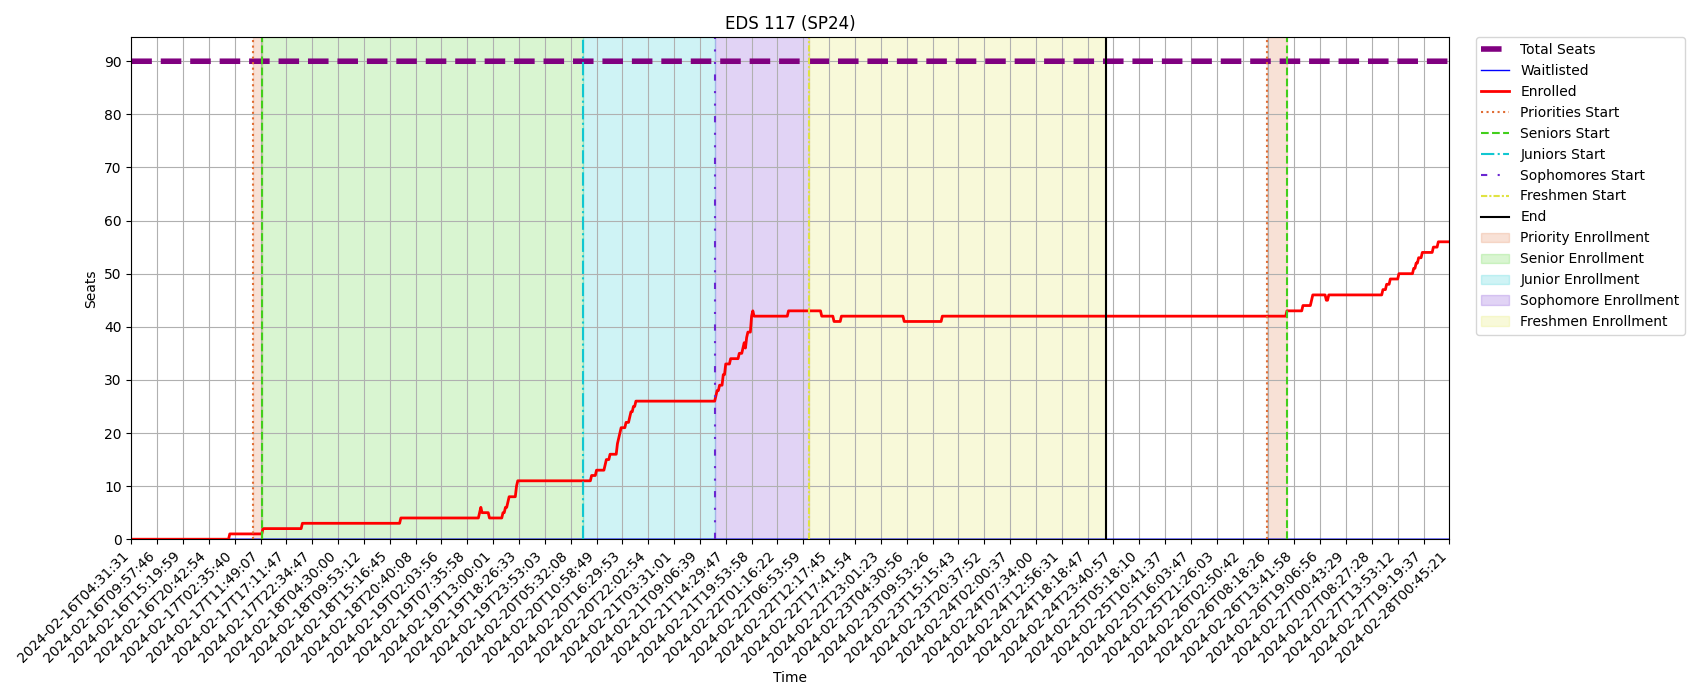 EDS 117 (SP24)
Seats
90
80
70
60
50
40
30
20
10
0
2024-02-16T04:31:31
2024-02-16T09:57:46
2024-02-16T15:19:59
2024-02-16T20:42:54
2024-02-17T02:35:40
2024-02-17T11:49:07
2024-02-17T17:11:47
2024-02-17T22:34:47
2024-02-18T04:30:00
2024-02-18T09:53:12
2024-02-18T15:16:45
2024-02-18T20:40:08
2024-02-19T02:03:56
2024-02-19T07:35:58
2024-02-19T13:00:01
2024-02-19T18:26:33
2024-02-19T23:53:03
2024-02-20T05:32:08
2024-02-20T10:58:49
2024-02-20T16:29:53
2024-02-20T22:02:54
2024-02-21T03:31:01
2024-02-21T09:06:39
2024-02-21T14:29:47
2024-02-21T19:53:58
2024-02-22T01:16:22
2024-02-22T06:53:59
2024-02-22T12:17:45
2024-02-22T17:41:54
2024-02-22T23:01:23
2024-02-23T04:30:56
2024-02-23T09:53:26
2024-02-23T15:15:43
2024-02-23T20:37:52
2024-02-24T02:00:37
2024-02-24T07:34:00
2024-02-24T12:56:31
2024-02-24T18:18:47
2024-02-24T23:40:57
2024-02-25T05:18:10
2024-02-25T10:41:37
2024-02-25T16:03:47
2024-02-25T21:26:03
2024-02-26T02:50:42
2024-02-26T08:18:26
2024-02-26T13:41:58
2024-02-26T19:06:56
2024-02-27T00:43:29
2024-02-27T08:27:28
2024-02-27T13:53:12
2024-02-27T19:19:37
2024-02-28T00:45:21
Time
Total Seats
Waitlisted
Enrolled
Priorities Start
Seniors Start
Juniors Start
Sophomores Start
Freshmen Start
End
Priority Enrollment
Senior Enrollment
Junior Enrollment
Sophomore Enrollment
Freshmen Enrollment